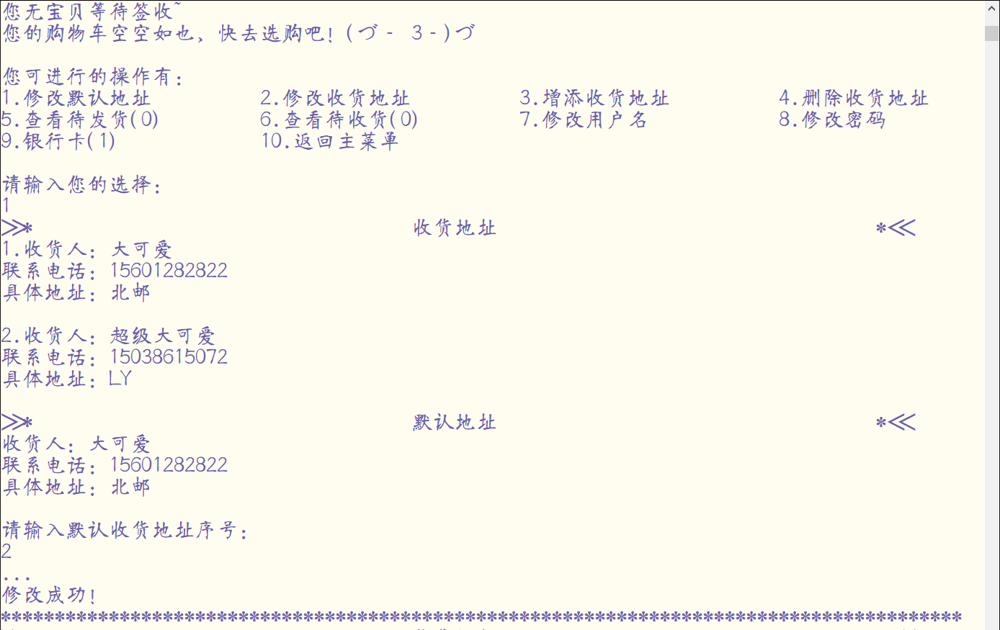 您无宝贝等待签收~
您的购物车空空如也，快去选购吧！(づ - 3 -)づ
您可进行的操作有：
1.修改默认地址 2.修改收货地址 3.增添收货地址 4.删除收货地址
5.查看待发货(0) 6.查看待收货(0) 7.修改用户名 8.修改密码
9.银行卡(1) 10.返回主菜单
请输入您的选择：
1
>>* 收货地址 *<<
1.收货人：大可爱
联系电话：15601282822
具体地址：北邮
2.收货人：超级大可爱
联系电话：15038615072
具体地址：LY
>>* 默认地址 *<<
收货人：大可爱
联系电话：15601282822
具体地址：北邮
请输入默认收货地址序号：
2
...
修改成功！
*****************************************************************************************